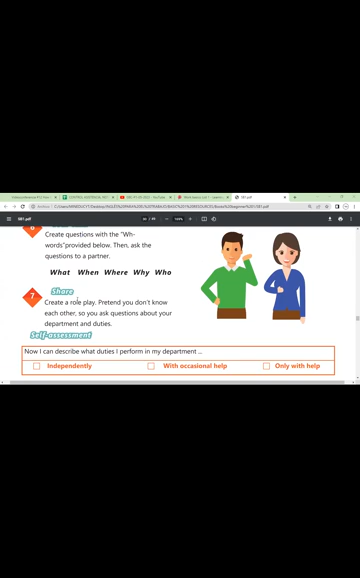 GB1.pdf
6
Create questions with the "Wh-
words"provided below. Then, ask the
questions to a partner.
What When Where Why Who
7
Share
Create a role play. Pretend you don't know
each other, so you ask questions about your
department and duties.
Self-assessment
Now I can describe what duties I perform in my department ...
Independently
With occasional help
Only with help